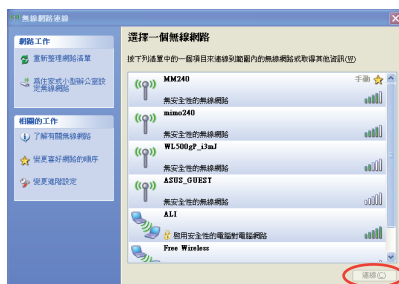 無線網路連線
網路工作
重新整理網路清單
為住家或小型辦公室設定無線網路
相關的工作
了解有關無線網路
變更喜好網路的順序
變更進階設定
選擇一個無線網路
按下列清單中的一個項目來連線到範圍內的無線網路或取得其他資訊(W)
MM240
手動
無安全性的無線網路
mimo240
無安全性的無線網路
WL500gP_i3mJ
無安全性的無線網路
ASUS_GUEST
無安全性的無線網路
ALI
啟用安全性的電腦對電腦網路
Free Wireless
連線(C)